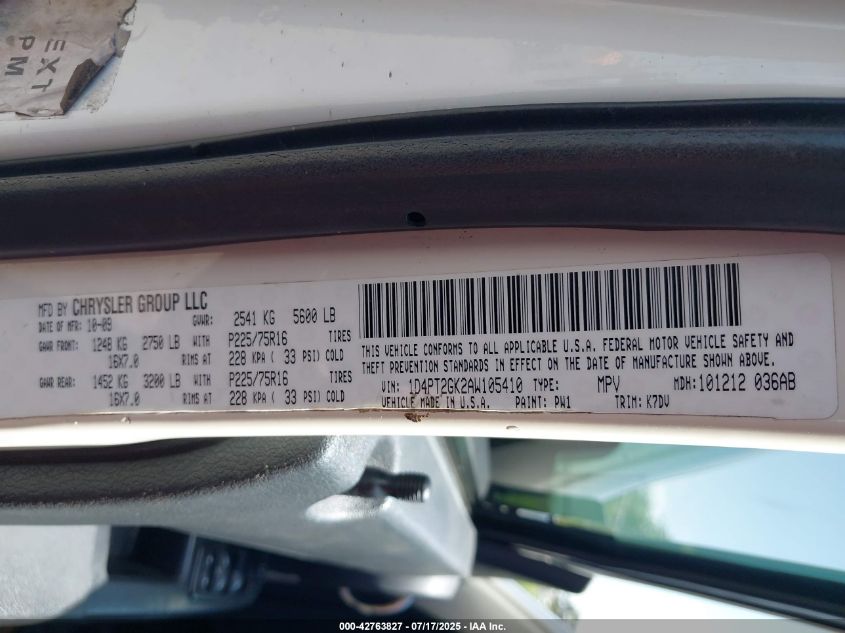 NEXT
PM
MFD BY CHRYSLER GROUP LLC
DATE OF MFR: 10-09 GVWR: 2541 KG 5600 LB
GAWR FRONT: 1248 KG 2750 LB WITH P225/75R16 TIRES
16X7.0 RIMS AT 228 KPA ( 33 PSI) COLD
GAWR REAR: 1452 KG 3200 LB WITH P225/75R16 TIRES
16X7.0 RIMS AT 228 KPA ( 33 PSI) COLD
THIS VEHICLE CONFORMS TO ALL APPLICABLE U.S.A. FEDERAL MOTOR VEHICLE SAFETY AND
THEFT PREVENTION STANDARDS IN EFFECT ON THE DATE OF MANUFACTURE SHOWN ABOVE.
VIN: 1D4PT2GK2AW105410 TYPE: MPV MDH: 101212 036AB
VEHICLE MADE IN U.S.A. PAINT: PW1 TRIM: K7DV
000-42763827 - 07/17/2025 - IAA Inc.